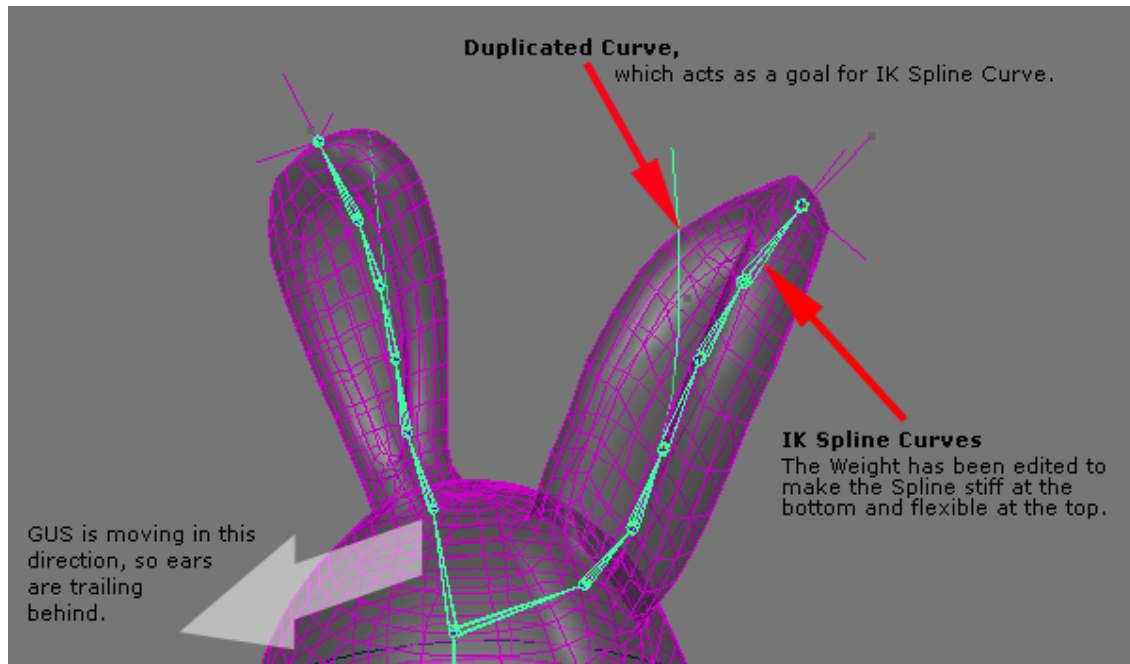 Duplicated Curve,
which acts as a goal for IK Spline Curve.
IK Spline Curves
The Weight has been edited to
make the Spline stiff at the
bottom and flexible at the top.
GUS is moving in this
direction, so ears
are trailing
behind.